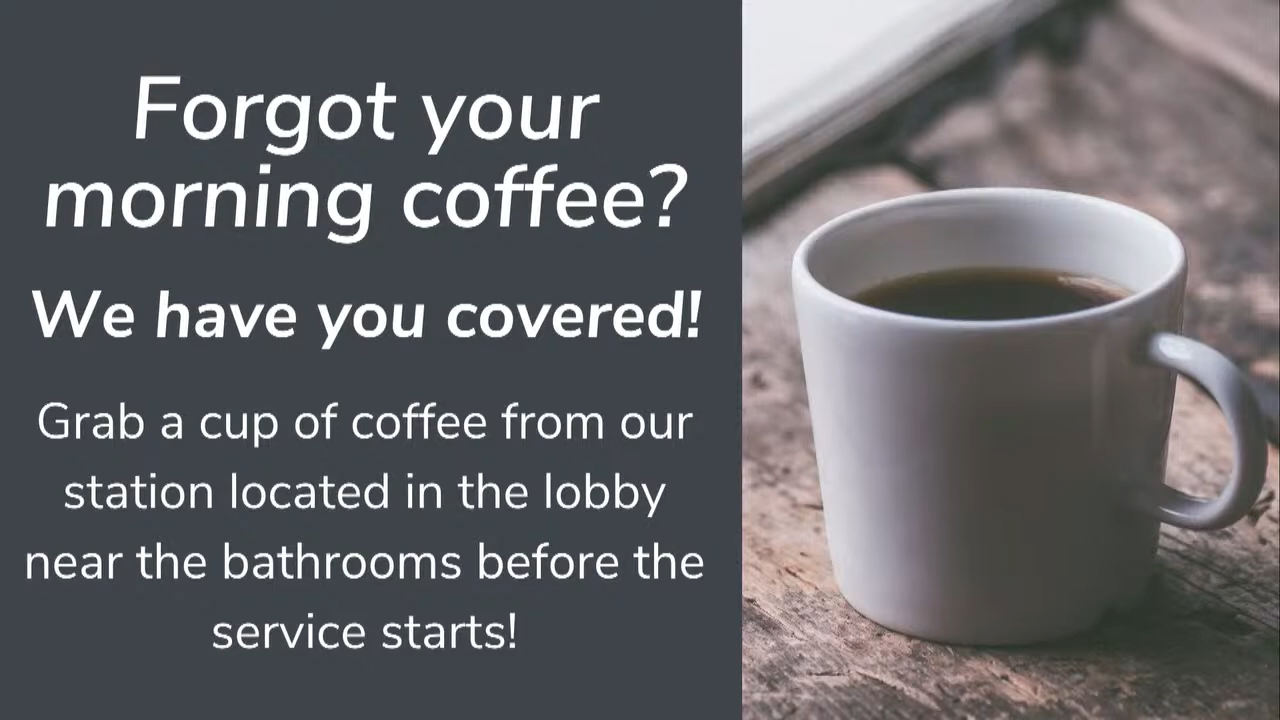 Forgot your
morning coffee?
We have you covered!
Grab a cup of coffee from our
station located in the lobby
near the bathrooms before the
service starts!